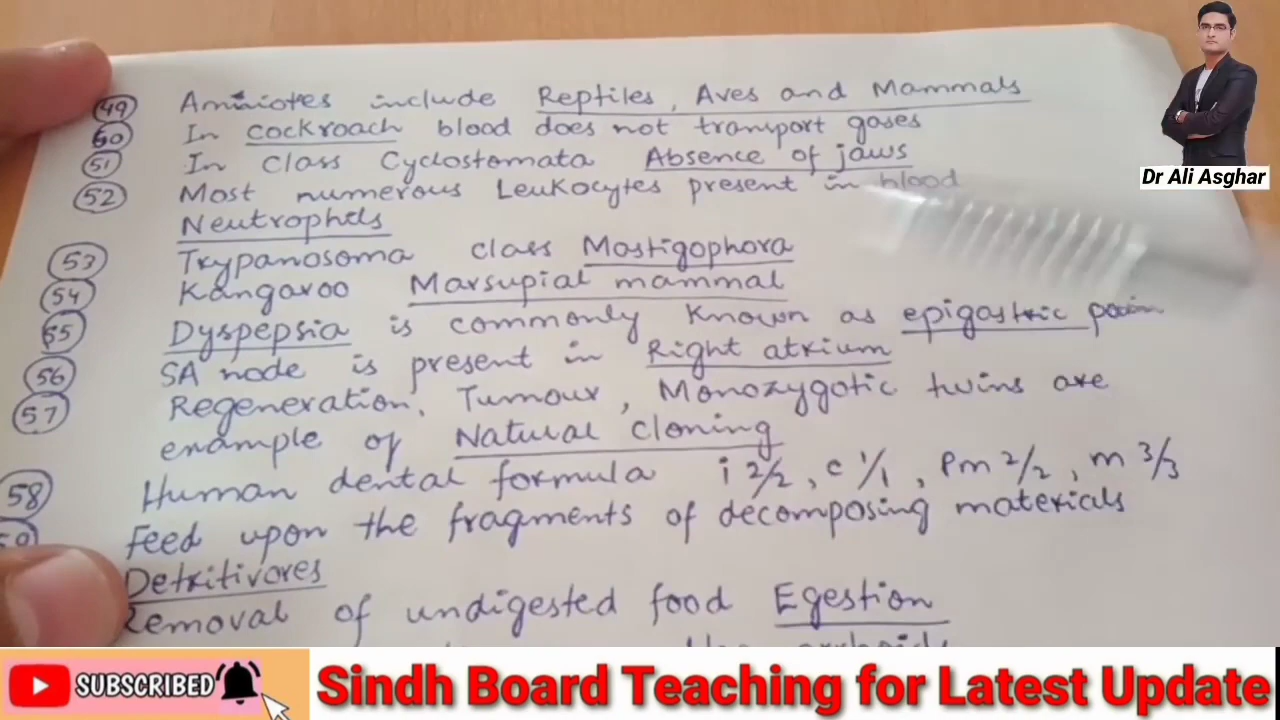 Dr Ali Asghar
49 Amniotes include Reptiles, Aves and Mammals
50 In cockroach blood does not transport gases
51 In class Cyclostomata Absence of jaws
52 Most numerous Leukocytes present in blood
Neutrophils
53 Trypanosoma class Mastigophora
54 Kangaroo Marsupial mammal
55 Dyspepsia is commonly known as epigastric pain
56 SA node is present in Right atrium
57 Regeneration, Tumour, Monozygotic twins are
example of Natural cloning
58 Human dental formula i 2/2, c 1/1, Pm 2/2, m 3/3
59 Feed upon the fragments of decomposing materials
Detritivores
Removal of undigested food Egestion
SUBSCRIBED
Sindh Board Teaching for Latest Update